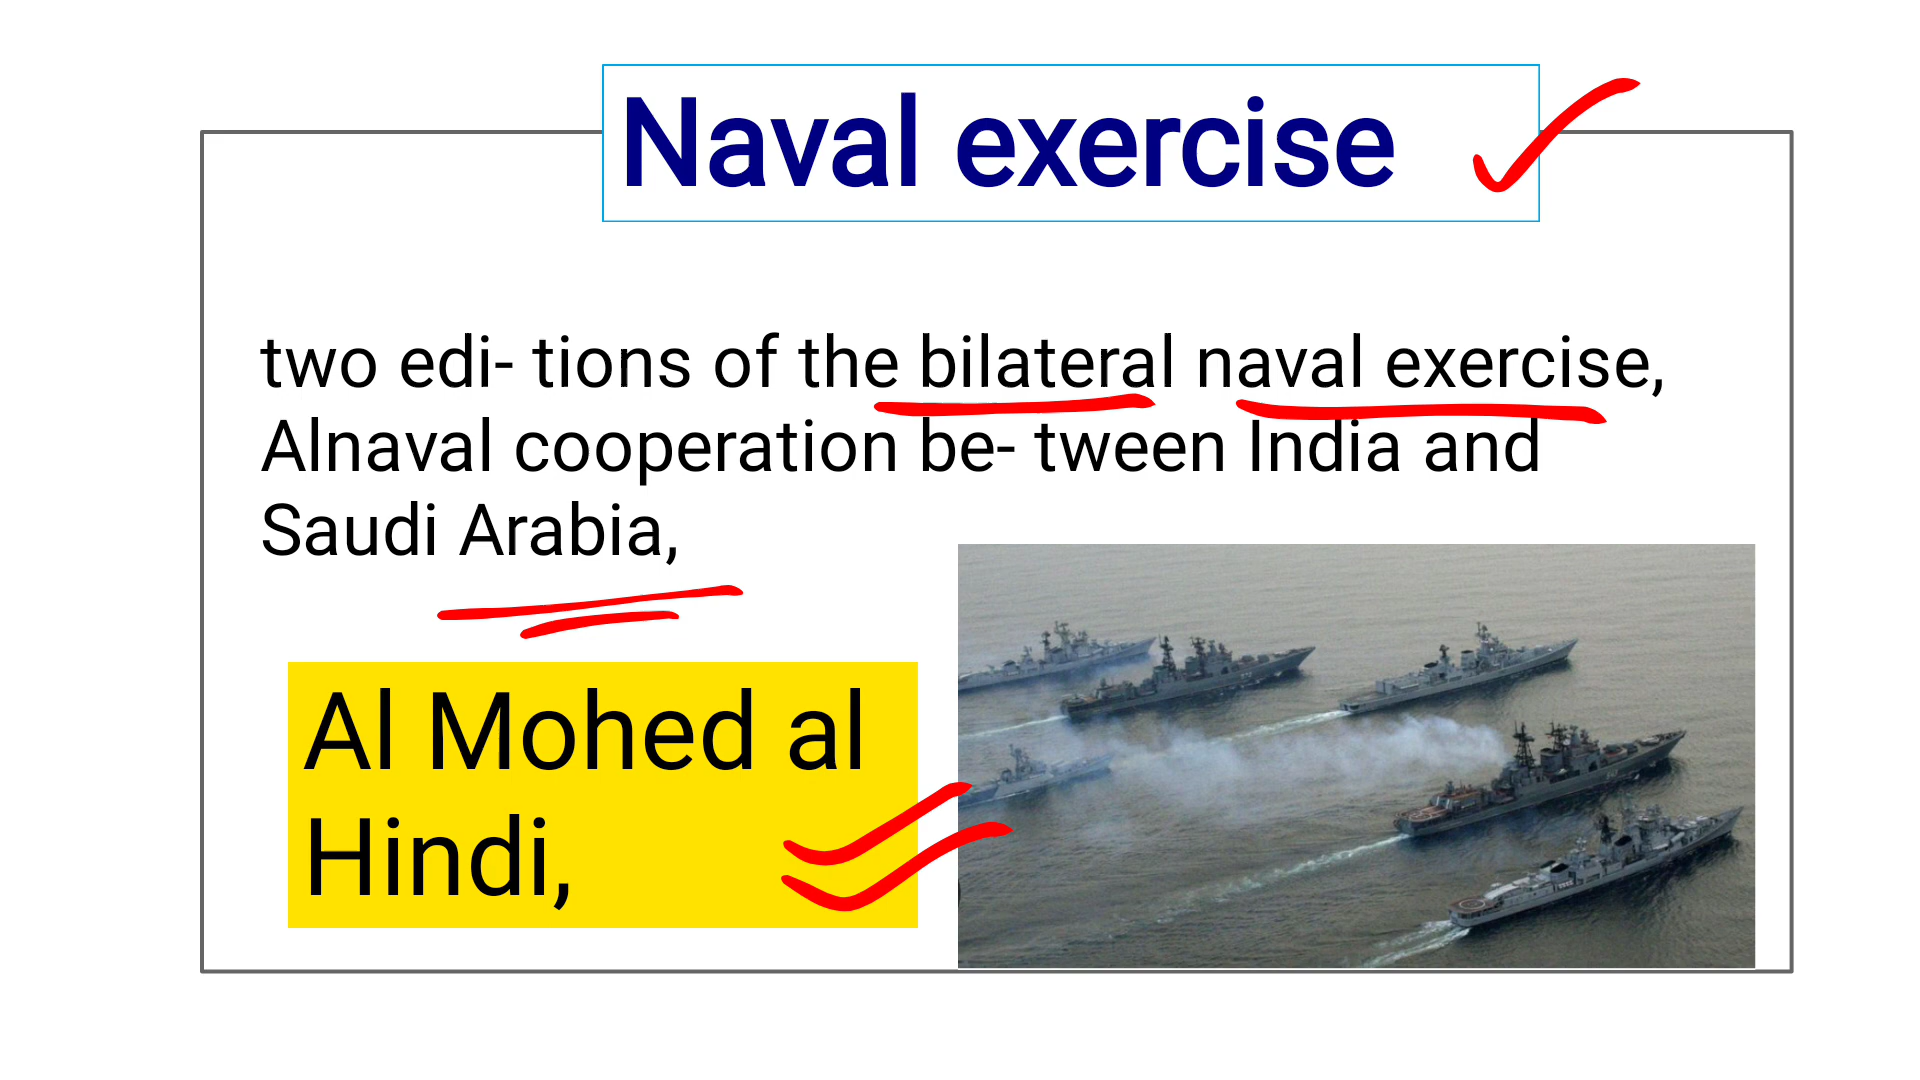 Naval exercise
two edi- tions of the bilateral naval exercise,
Alnaval cooperation be- tween India and
Saudi Arabia,
Al Mohed al
Hindi,